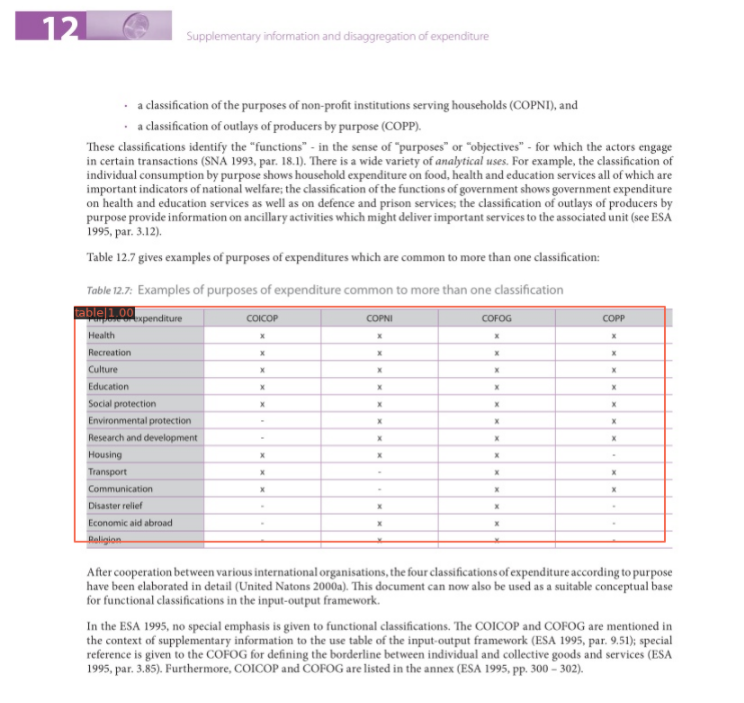 12
Supplementary information and disaggregation of expenditure
· a classification of the purposes of non-profit institutions serving households (COPNI), and
· a classification of outlays of producers by purpose (COPP).
These classifications identify the “functions” - in the sense of “purposes” or “objectives” - for which the actors engage
in certain transactions (SNA 1993, par. 18.1). There is a wide variety of analytical uses. For example, the classification of
individual consumption by purpose shows household expenditure on food, health and education services all of which are
important indicators of national welfare; the classification of the functions of government shows government expenditure
on health and education services as well as on defence and prison services; the classification of outlays of producers by
purpose provide information on ancillary activities which might deliver important services to the associated unit (see ESA
1995, par. 3.12).
Table 12.7 gives examples of purposes of expenditures which are common to more than one classification:
Table 12.7: Examples of purposes of expenditure common to more than one classification
table|1.00
Purpose of expenditure COICOP COPNI COFOG COPP
Health x x x x
Recreation x x x x
Culture x x x x
Education x x x x
Social protection x x x x
Environmental protection - x x x
Research and development - x x x
Housing x x x -
Transport x - x x
Communication x - x x
Disaster relief - x x -
Economic aid abroad - x x -
Religion - x x -
After cooperation between various international organisations, the four classifications of expenditure according to purpose
have been elaborated in detail (United Natons 2000a). This document can now also be used as a suitable conceptual base
for functional classifications in the input-output framework.
In the ESA 1995, no special emphasis is given to functional classifications. The COICOP and COFOG are mentioned in
the context of supplementary information to the use table of the input-output framework (ESA 1995, par. 9.51); special
reference is given to the COFOG for defining the borderline between individual and collective goods and services (ESA
1995, par. 3.85). Furthermore, COICOP and COFOG are listed in the annex (ESA 1995, pp. 300 – 302).